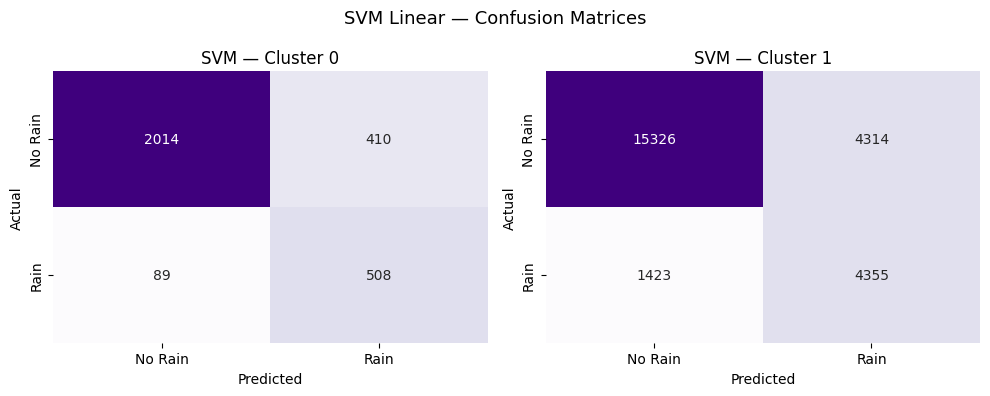 SVM Linear — Confusion Matrices
SVM — Cluster 0
No Rain
Rain
Actual
2014
410
89
508
No Rain
Rain
Predicted
SVM — Cluster 1
No Rain
Rain
Actual
15326
4314
1423
4355
No Rain
Rain
Predicted